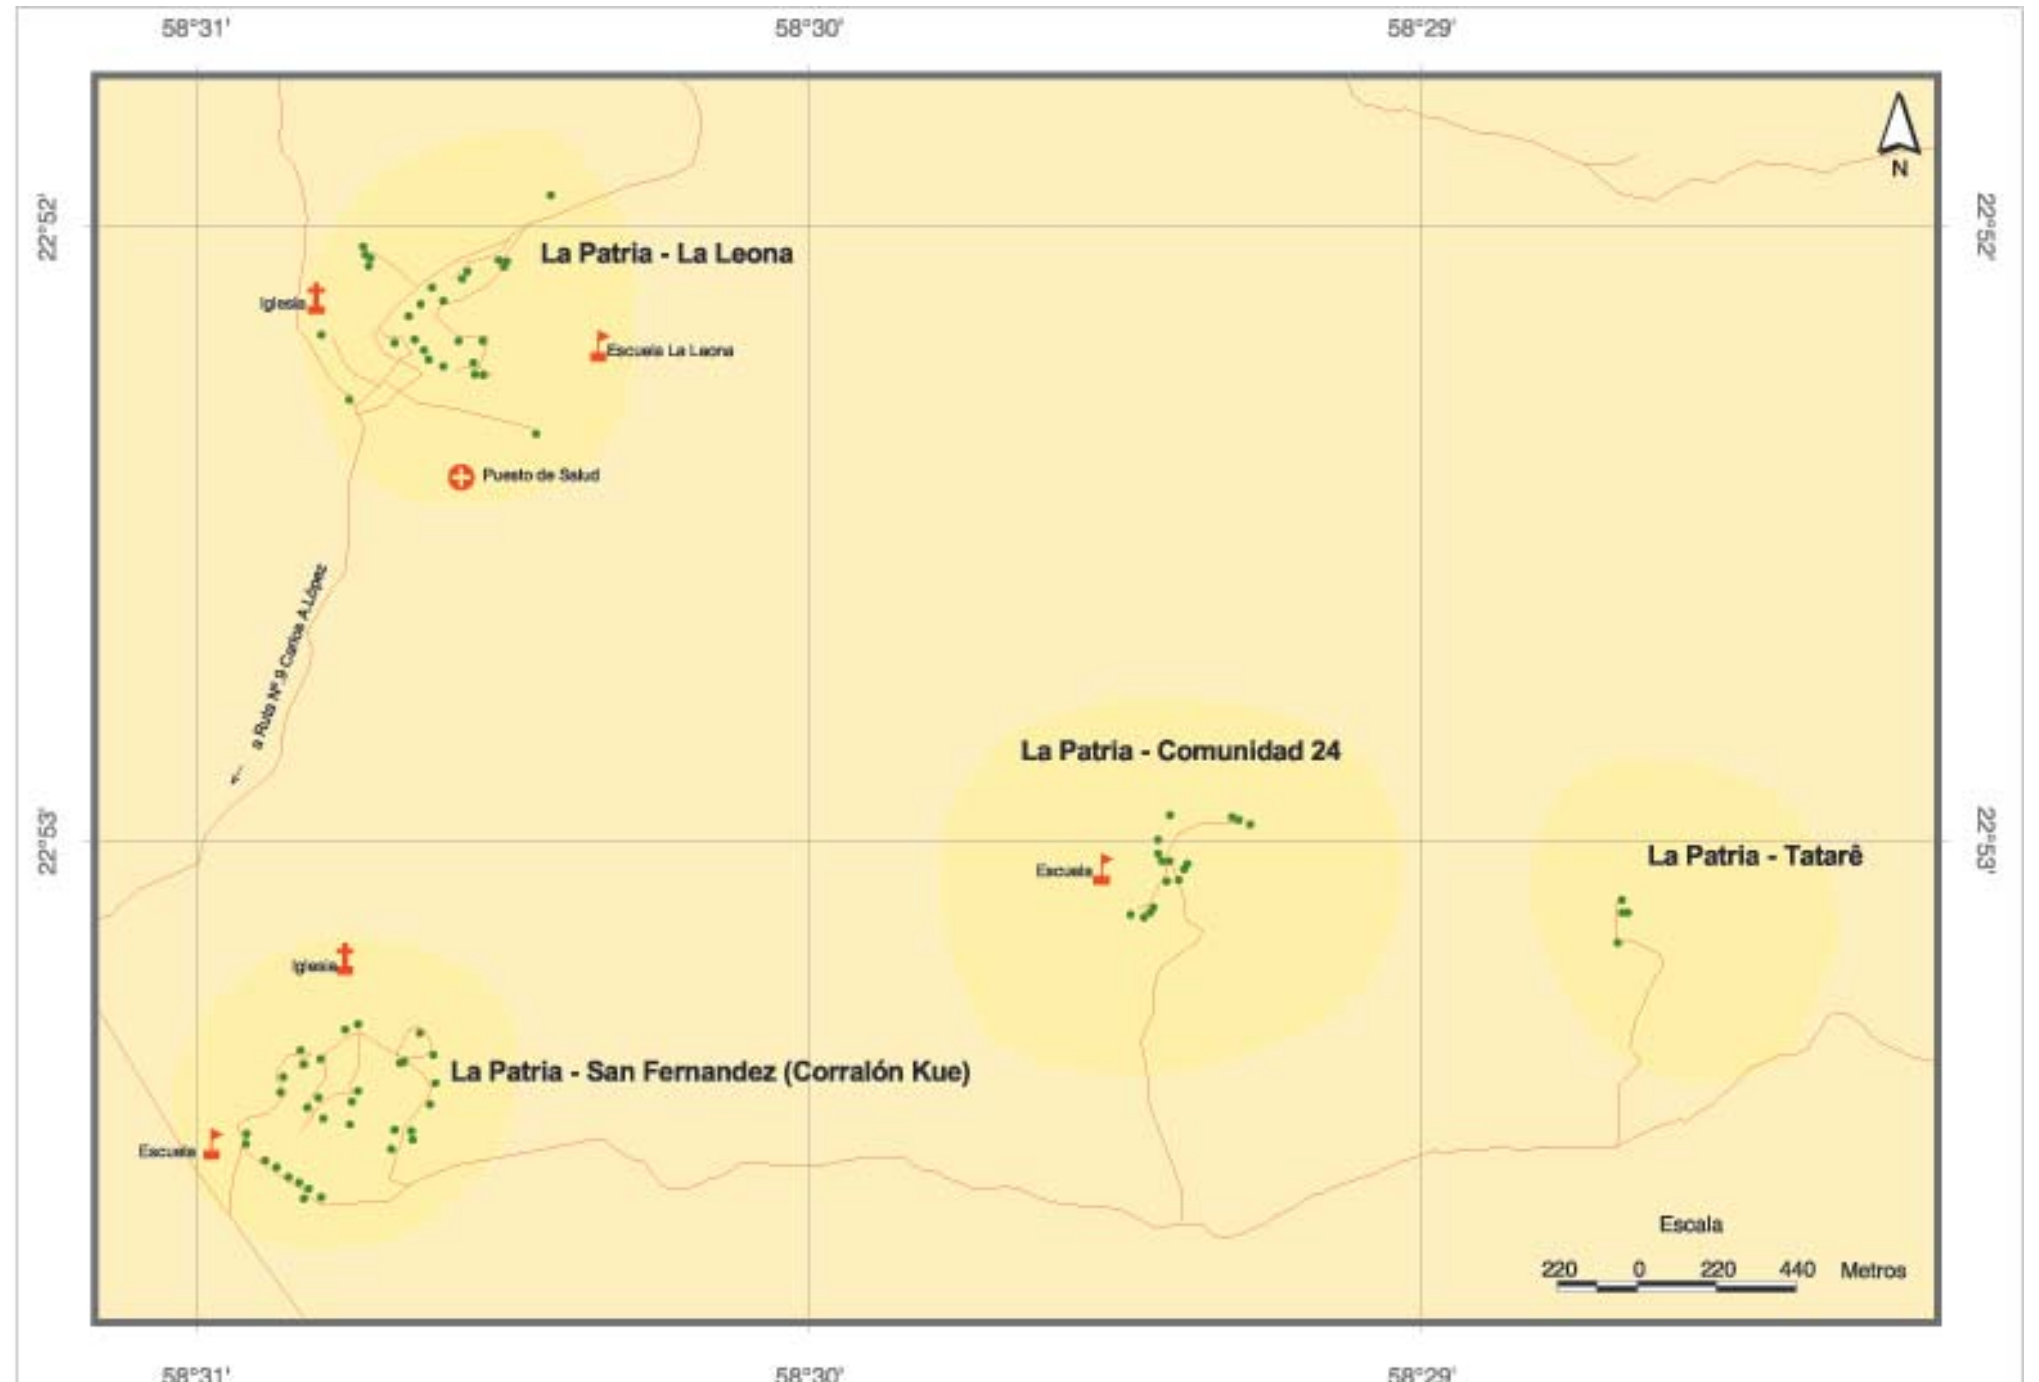 58°31' 58°30' 58°29'
N
22°52' 22°52'
La Patria - La Leona
Iglesia
Escuela La Leona
Puesto de Salud
a Ruta Nº.9 Carlos A.López
La Patria - Comunidad 24
22°53' 22°53'
La Patria - Tatarê
Escuela
Iglesia
La Patria - San Fernandez (Corralón Kue)
Escuela
Escala
220 0 220 440 Metros
58°31' 58°30' 58°29'